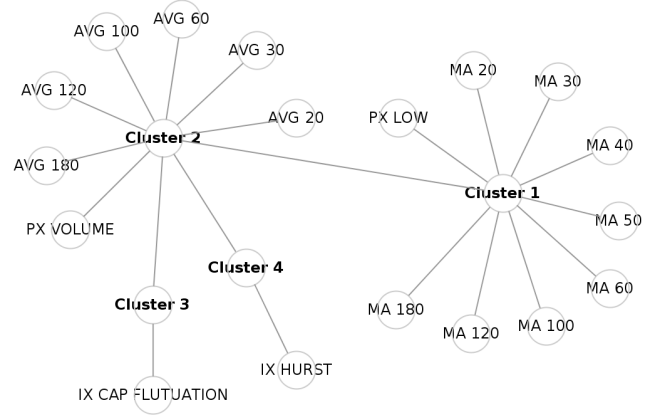 AVG 60
AVG 100
AVG 30
MA 20
MA 30
AVG 120
AVG 20
PX LOW
Cluster 2
MA 40
AVG 180
Cluster 1
MA 50
PX VOLUME
Cluster 4
MA 60
Cluster 3
MA 180
MA 100
MA 120
IX HURST
IX CAP FLUTUATION